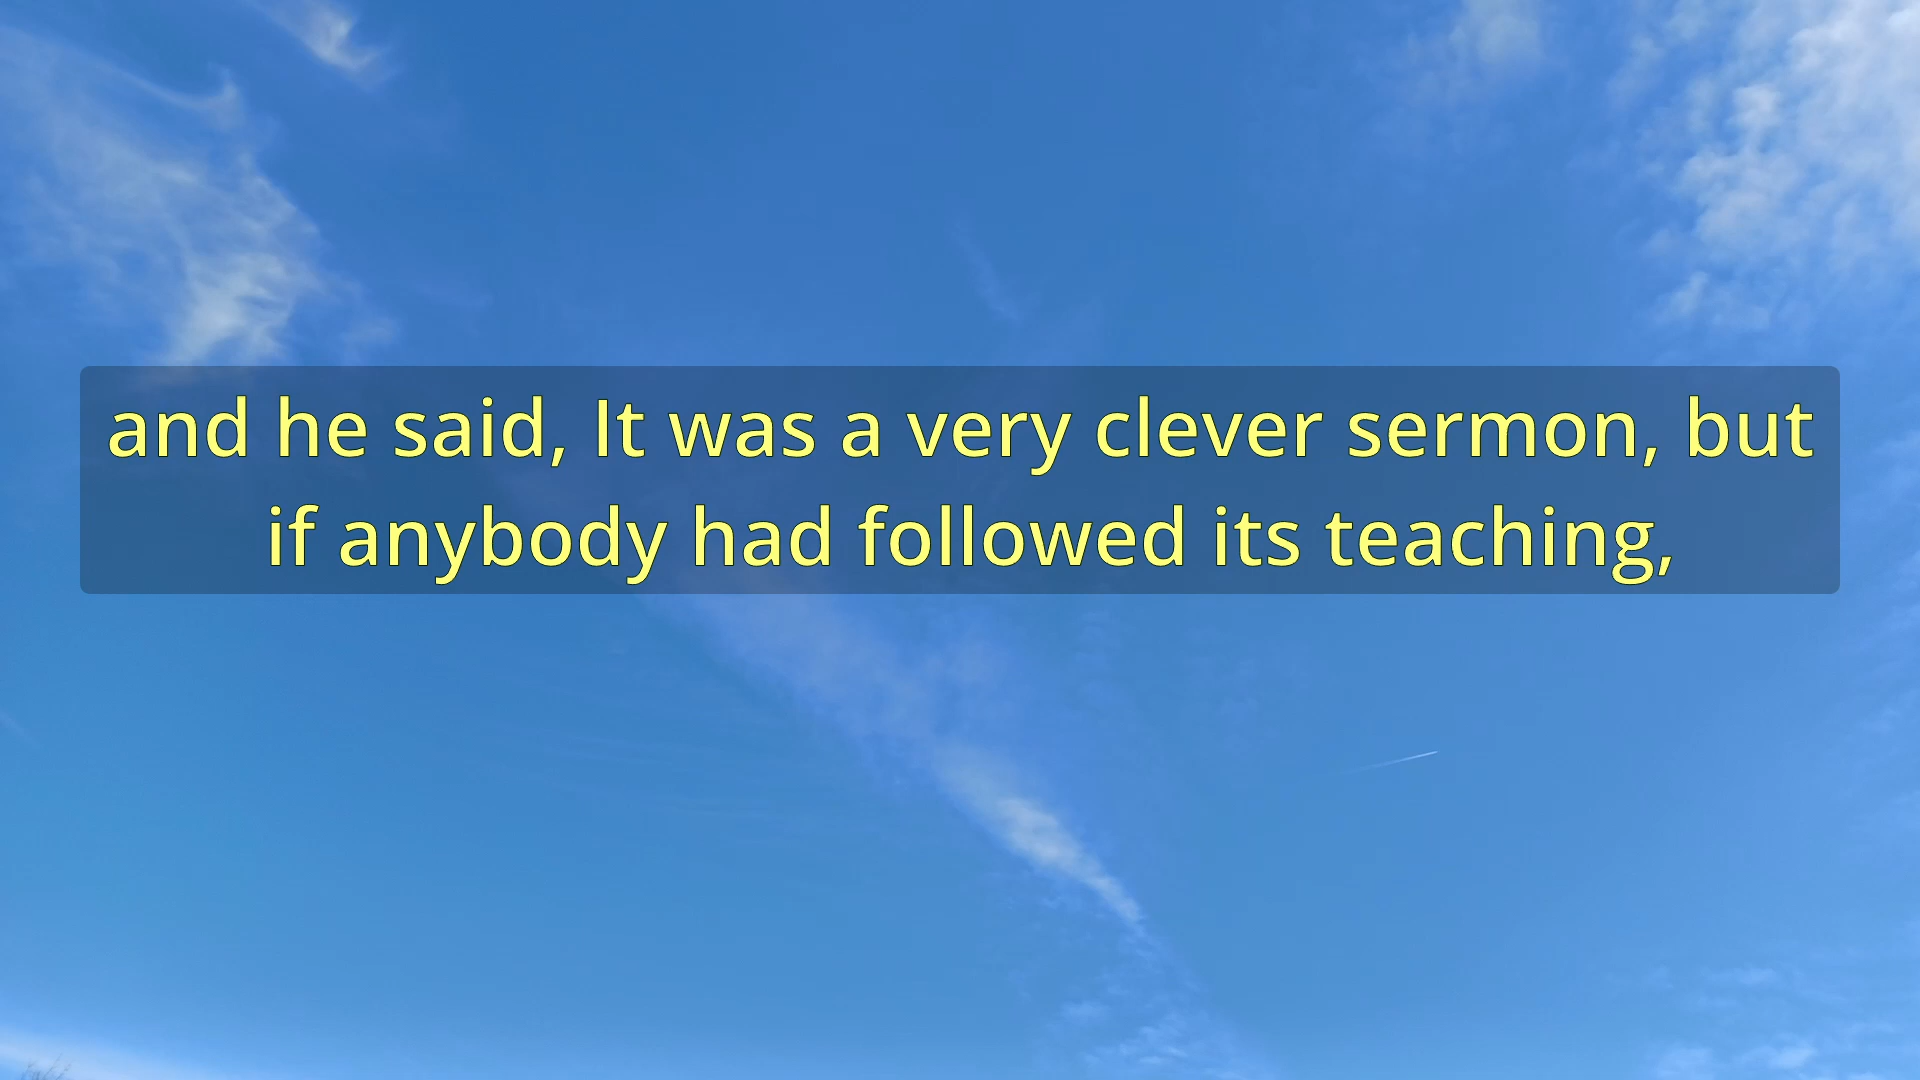 and he said, It was a very clever sermon, but
if anybody had followed its teaching,